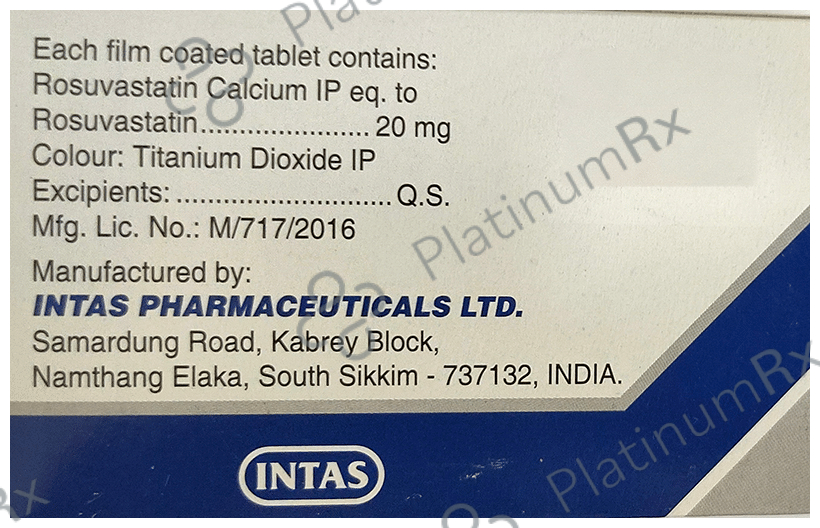 PlatinumRx
Each film coated tablet contains:
Rosuvastatin Calcium IP eq. to
Rosuvastatin...................... 20 mg
Colour: Titanium Dioxide IP
Excipients: ............................ Q.S.
Mfg. Lic. No.: M/717/2016
PlatinumRx
Manufactured by:
INTAS PHARMACEUTICALS LTD.
Samardung Road, Kabrey Block,
Namthang Elaka, South Sikkim - 737132, INDIA.
PlatinumRx
INTAS
Rx